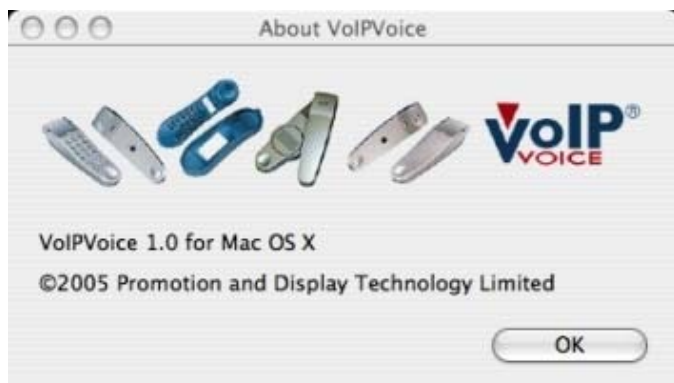 About VoIPVoice
VoIP®
VOICE
VoIPVoice 1.0 for Mac OS X
©2005 Promotion and Display Technology Limited
OK